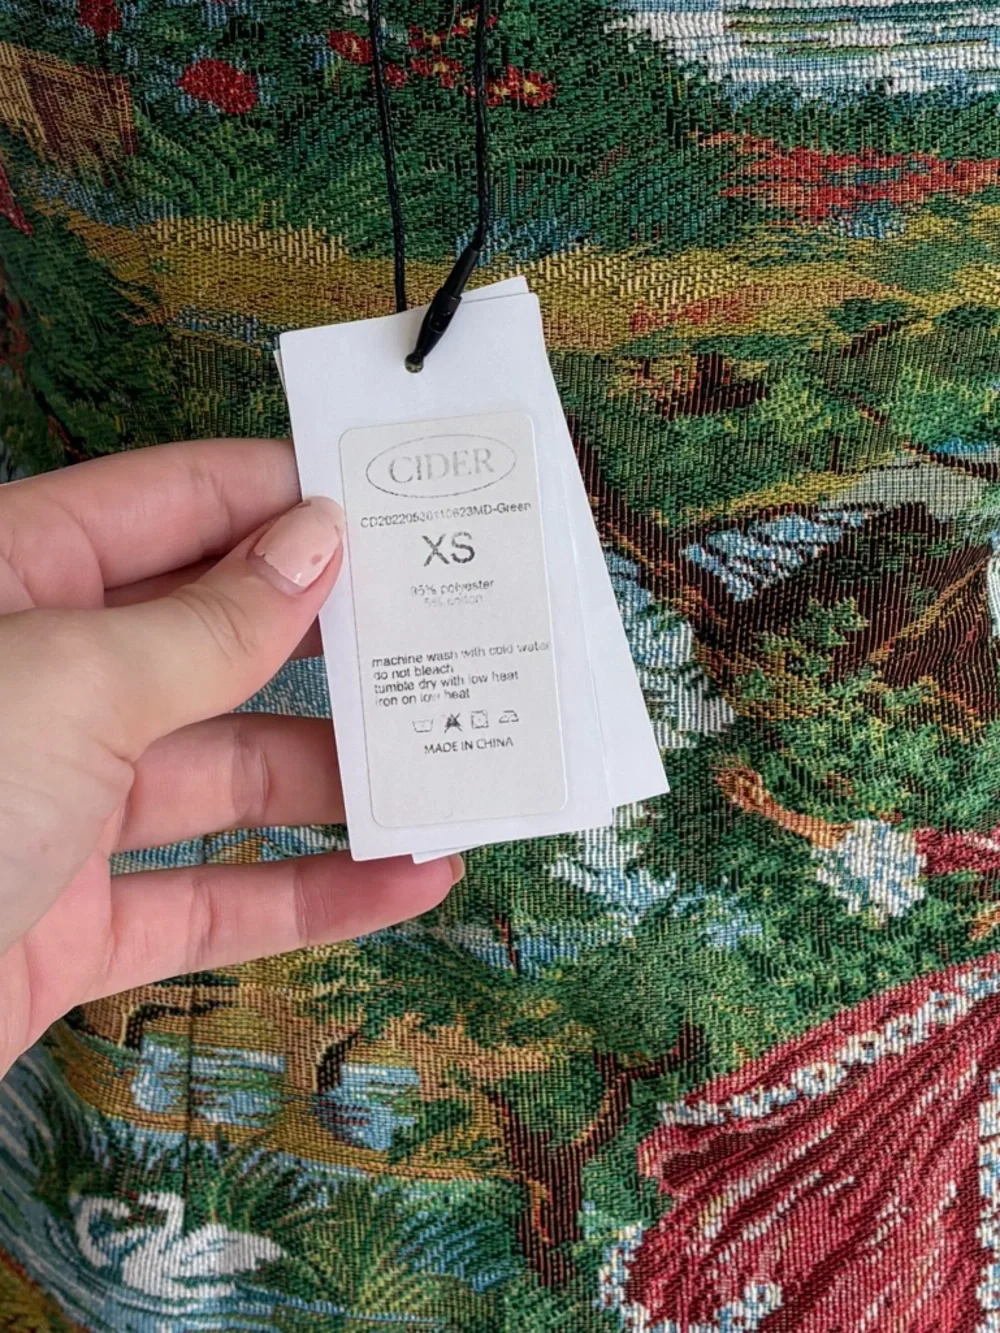 CIDER
CD20220530110623MD-Green
XS
95% polyester
5% cotton
machine wash with cold water
do not bleach
tumble dry with low heat
iron on low heat
MADE IN CHINA